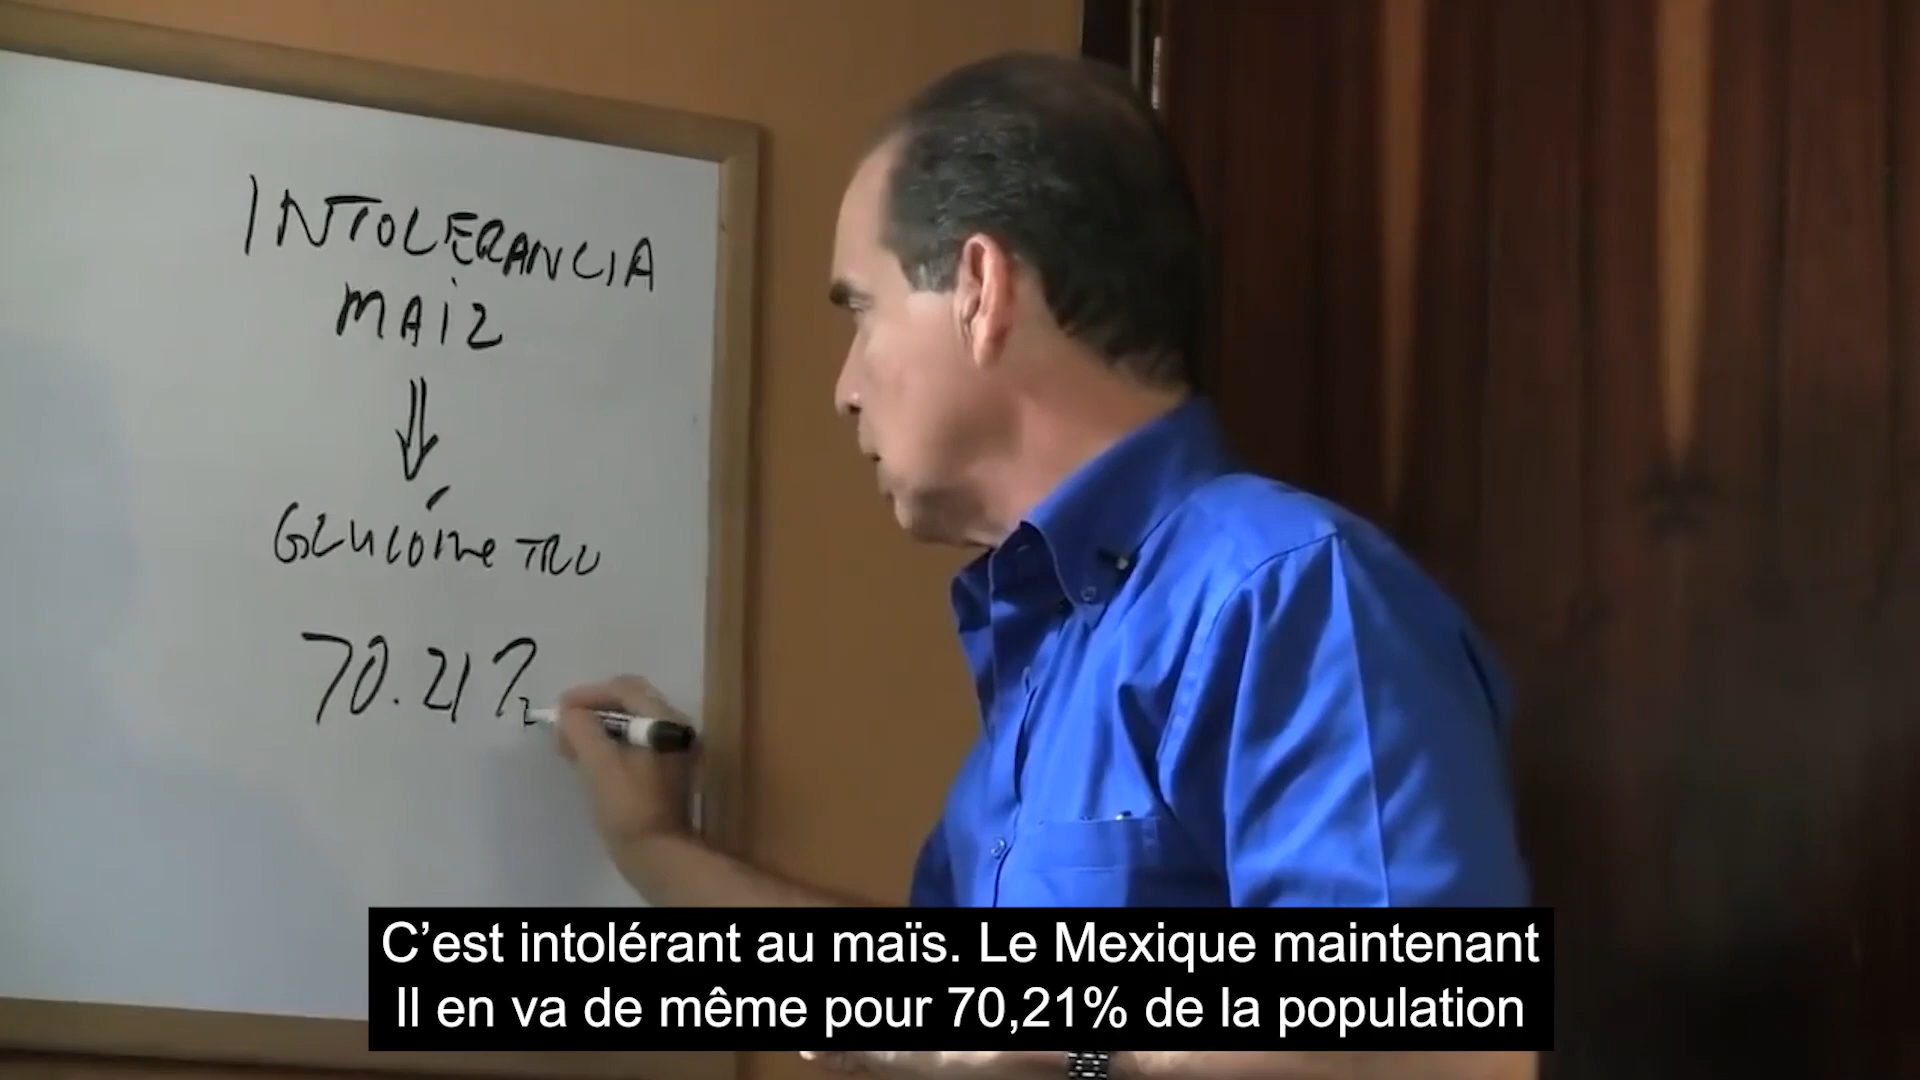 INTOLERANCIA
MAIZ
GLUCÓMETRO
70.21%
C’est intolérant au maïs. Le Mexique maintenant
Il en va de même pour 70,21% de la population